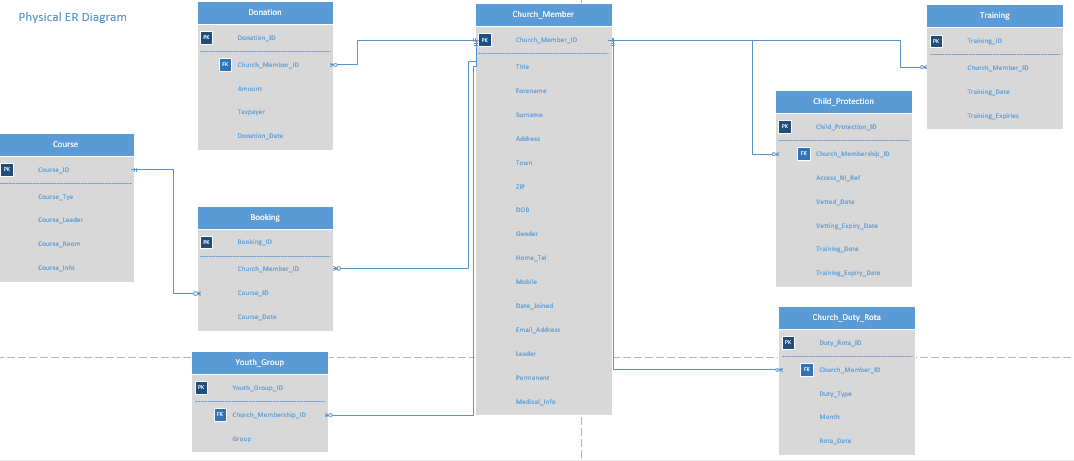 Physical ER Diagram
Donation
PK Donation_ID
FK Church_Member_ID
Amount
Taxpayer
Donation_Date
Church_Member
PK Church_Member_ID
Title
Forename
Surname
Address
Town
ZIP
DOB
Gender
Home_Tel
Mobile
Date_Joined
Email_Address
Leader
Permanent
Medical_Info
Training
PK Training_ID
Church_Member_ID
Training_Date
Training_Expiries
Child_Protection
PK Child_Protection_ID
FK Church_Membership_ID
Access_NI_Ref
Vetted_Date
Vetting_Expiry_Date
Training_Date
Training_Expiry_Date
Course
PK Course_ID
Course_Tye
Course_Leader
Course_Room
Course_Info
Booking
PK Booking_ID
Church_Member_ID
Course_ID
Course_Date
Church_Duty_Rota
PK Duty_Rota_ID
FK Church_Member_ID
Duty_Type
Month
Rota_Date
Youth_Group
PK Youth_Group_ID
FK Church_Membership_ID
Group